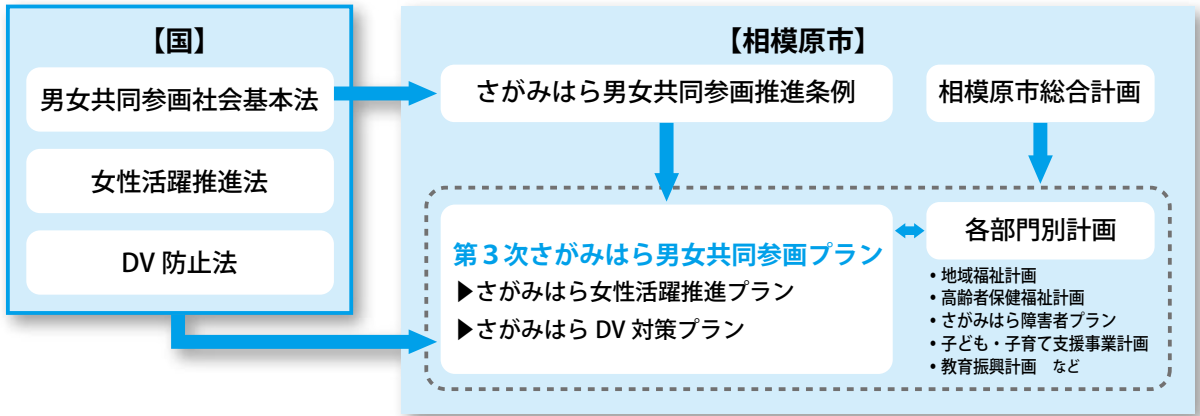 【国】
男女共同参画社会基本法
女性活躍推進法
DV 防止法
【相模原市】
さがみはら男女共同参画推進条例
相模原市総合計画
第３次さがみはら男女共同参画プラン
▶さがみはら女性活躍推進プラン
▶さがみはら DV 対策プラン
各部門別計画
• 地域福祉計画
• 高齢者保健福祉計画
• さがみはら障害者プラン
• 子ども・子育て支援事業計画
• 教育振興計画　など